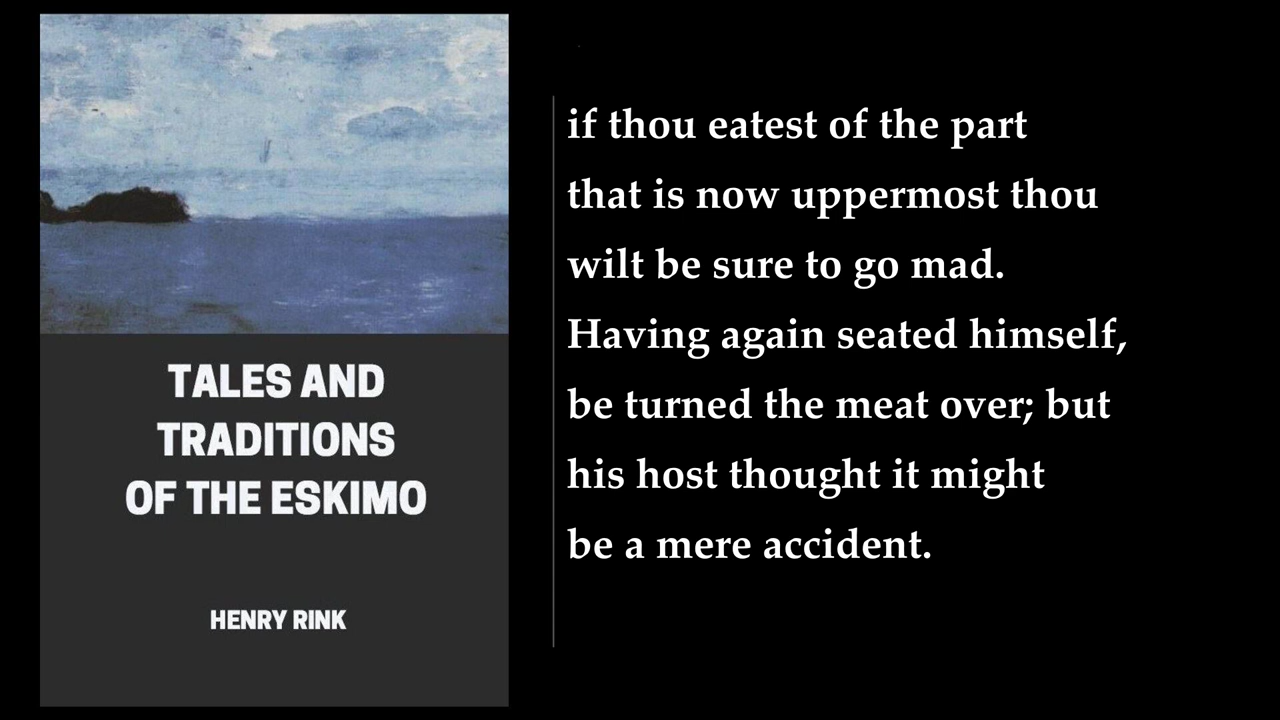 TALES AND
TRADITIONS
OF THE ESKIMO
HENRY RINK
if thou eatest of the part
that is now uppermost thou
wilt be sure to go mad.
Having again seated himself,
be turned the meat over; but
his host thought it might
be a mere accident.